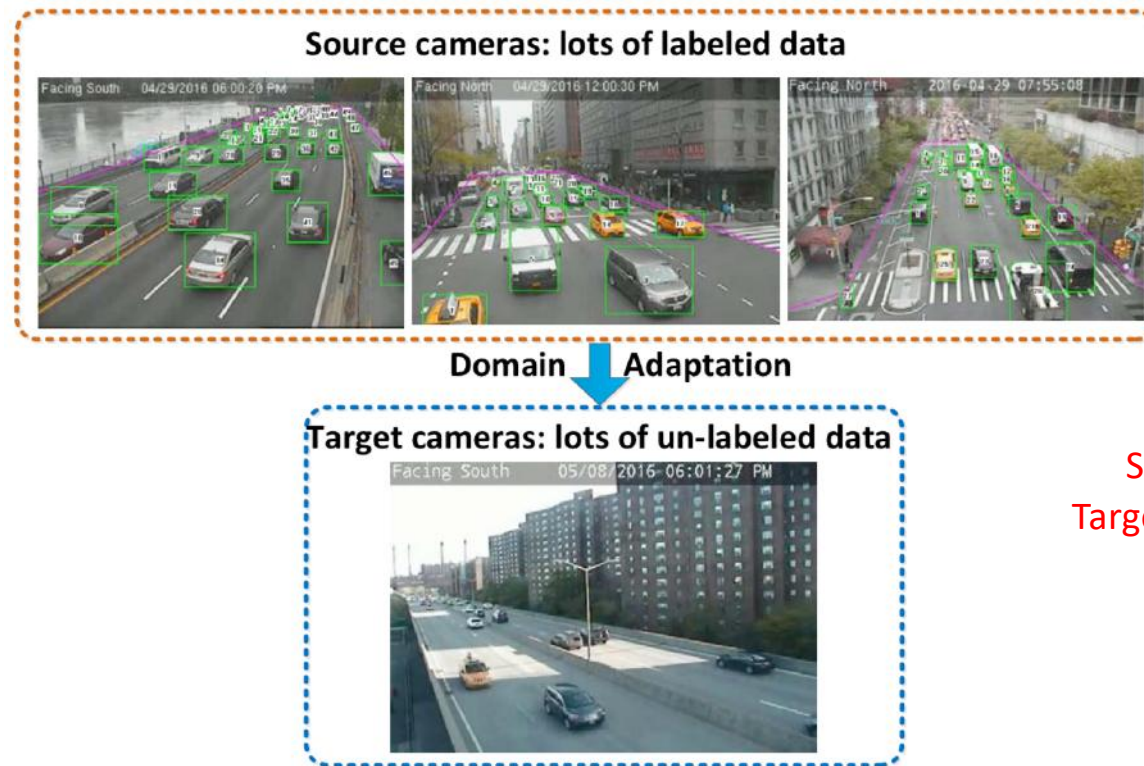 Source cameras: lots of labeled data
Facing South 04/29/2016 06:00:20 PM
Facing North 04/29/2016 12:00:30 PM
Facing North 2016-04-29 07:55:08
Domain Adaptation
Target cameras: lots of un-labeled data
Facing South 05/08/2016 06:01:27 PM
S
Targe